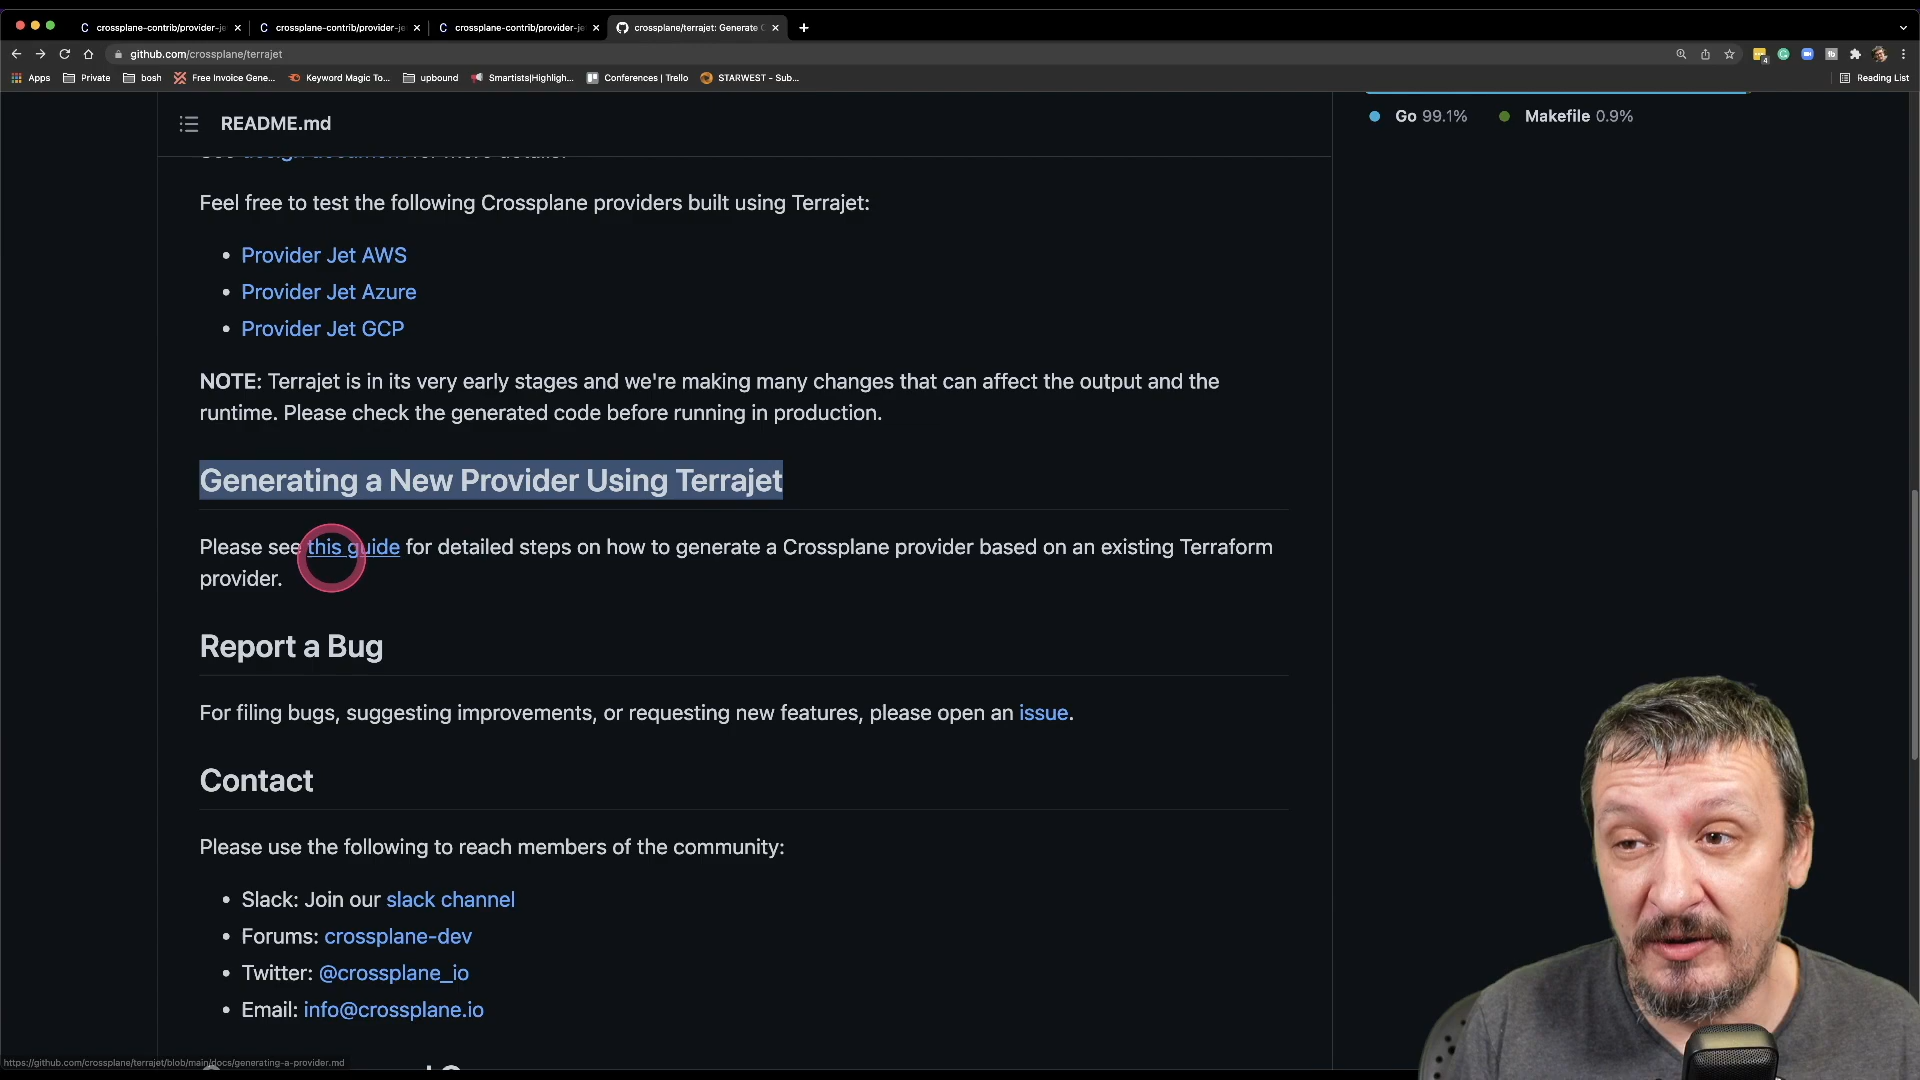 crossplane-contrib/provider-je
crossplane-contrib/provider-je
crossplane-contrib/provider-je
crossplane/terrajet: Generate C
github.com/crossplane/terrajet
Apps
Private
bosh
Free Invoice Gene...
Keyword Magic To...
upbound
Smartists|Highligh...
Conferences | Trello
STARWEST - Sub...
Reading List
README.md
Go 99.1%
Makefile 0.9%
See design document for more details.
Feel free to test the following Crossplane providers built using Terrajet:
• Provider Jet AWS
• Provider Jet Azure
• Provider Jet GCP
NOTE: Terrajet is in its very early stages and we're making many changes that can affect the output and the
runtime. Please check the generated code before running in production.
Generating a New Provider Using Terrajet
Please see this guide for detailed steps on how to generate a Crossplane provider based on an existing Terraform
provider.
Report a Bug
For filing bugs, suggesting improvements, or requesting new features, please open an issue.
Contact
Please use the following to reach members of the community:
• Slack: Join our slack channel
• Forums: crossplane-dev
• Twitter: @crossplane_io
• Email: info@crossplane.io
https://github.com/crossplane/terrajet/blob/main/docs/generating-a-provider.md